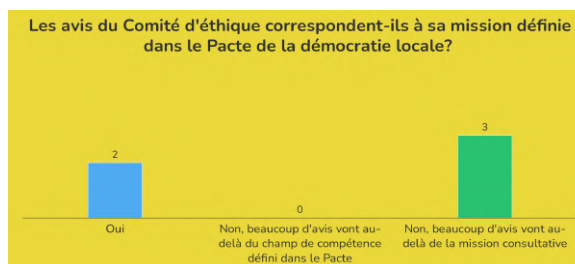 Les avis du Comité d'éthique correspondent-ils à sa mission définie
dans le Pacte de la démocratie locale?
2
0
3
Oui
Non, beaucoup d'avis vont au-
delà du champ de compétence
défini dans le Pacte
Non, beaucoup d'avis vont au-
delà de la mission consultative